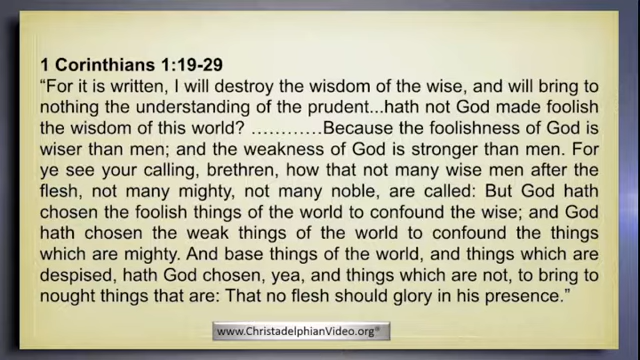 1 Corinthians 1:19-29
“For it is written, I will destroy the wisdom of the wise, and will bring to
nothing the understanding of the prudent...hath not God made foolish
the wisdom of this world? ............Because the foolishness of God is
wiser than men; and the weakness of God is stronger than men. For
ye see your calling, brethren, how that not many wise men after the
flesh, not many mighty, not many noble, are called: But God hath
chosen the foolish things of the world to confound the wise; and God
hath chosen the weak things of the world to confound the things
which are mighty. And base things of the world, and things which are
despised, hath God chosen, yea, and things which are not, to bring to
nought things that are: That no flesh should glory in his presence.”
www.ChristadelphianVideo.org®